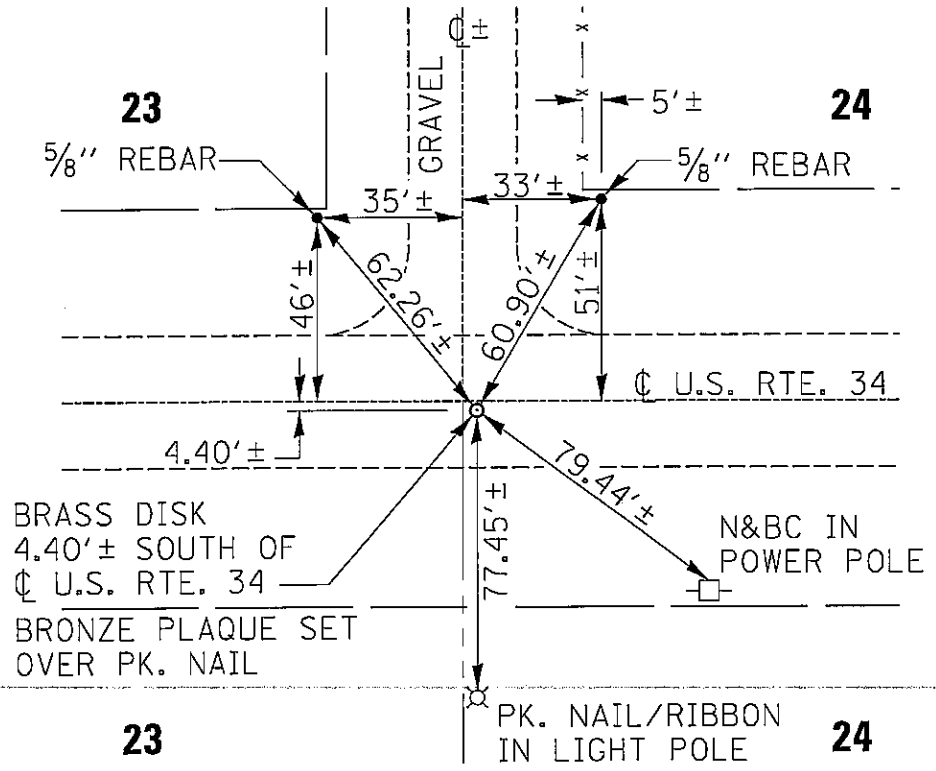 ℄ ±
GRAVEL
23
24
5'±
5/8" REBAR
5/8" REBAR
35'±
33'±
46'±
62.26'±
60.90'±
51'±
℄ U.S. RTE. 34
4.40'±
79.44'±
77.45'±
BRASS DISK
4.40'± SOUTH OF
℄ U.S. RTE. 34
N&BC IN
POWER POLE
BRONZE PLAQUE SET
OVER PK. NAIL
PK. NAIL/RIBBON
IN LIGHT POLE
23
24